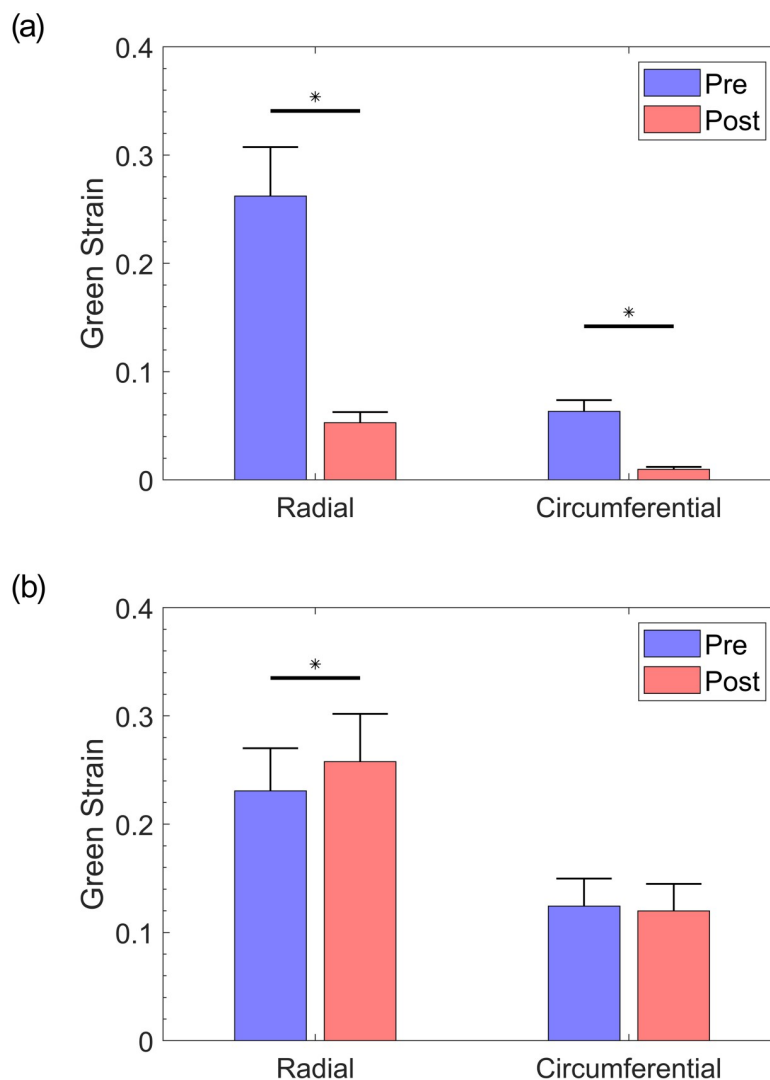 (a)
0.4
0.3
0.2
0.1
0
Green Strain
*
*
Pre
Post
Radial Circumferential
(b)
0.4
0.3
0.2
0.1
0
Green Strain
*
Pre
Post
Radial Circumferential